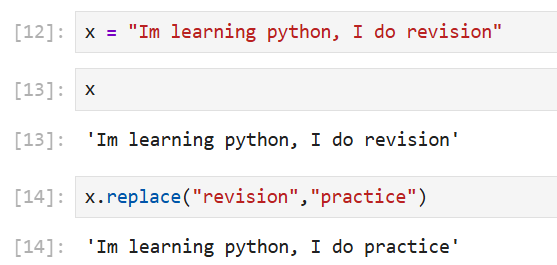 [12]: x = "Im learning python, I do revision"
[13]: x
[13]: 'Im learning python, I do revision'
[14]: x.replace("revision","practice")
[14]: 'Im learning python, I do practice'